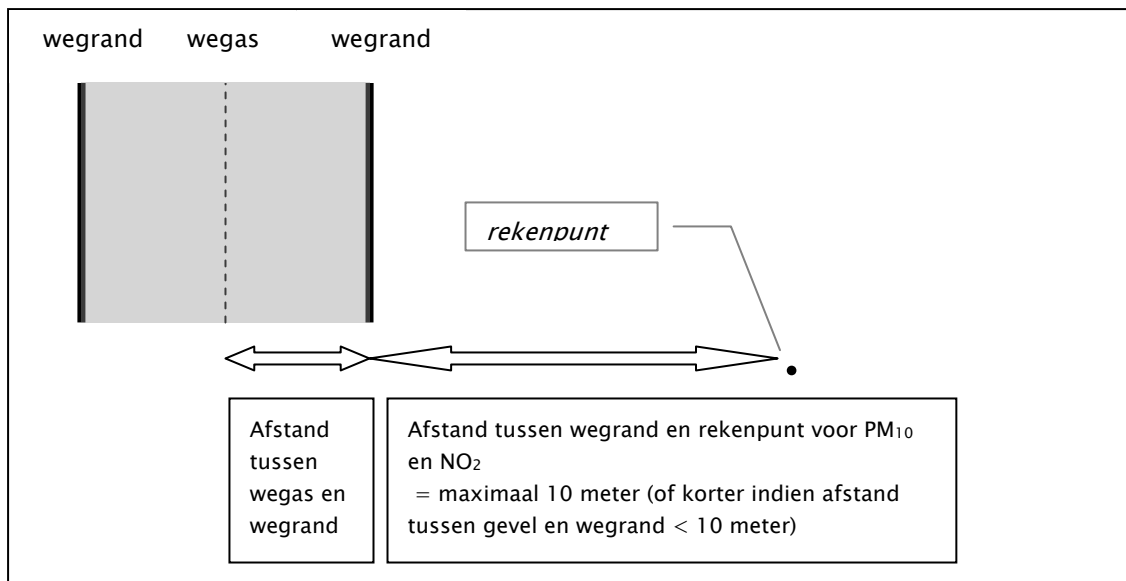 wegrand wegas wegrand
rekenpunt
Afstand
tussen
wegas en
wegrand
Afstand tussen wegrand en rekenpunt voor PM₁₀
en NO₂
= maximaal 10 meter (of korter indien afstand
tussen gevel en wegrand < 10 meter)